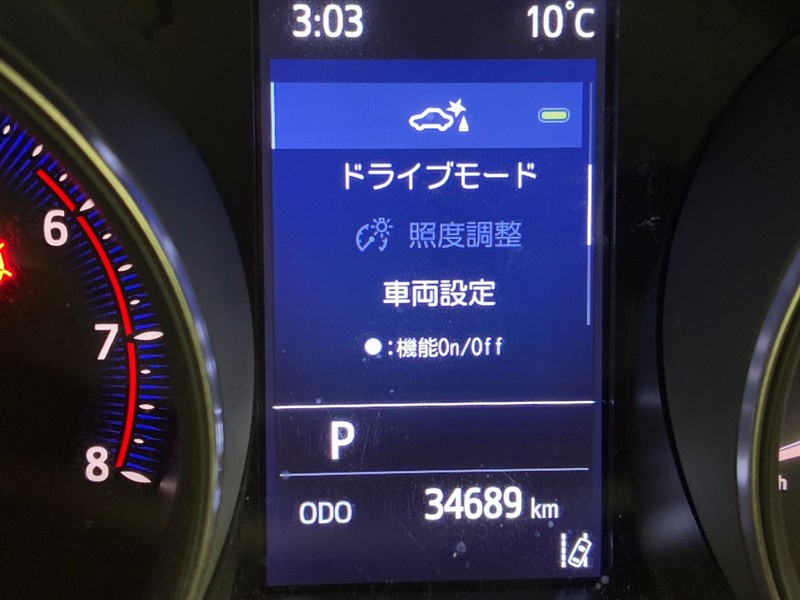 3:03 10℃
ドライブモード
照度調整
車両設定
●:機能On/Off
P
ODO 34689 km
6
7
8
h